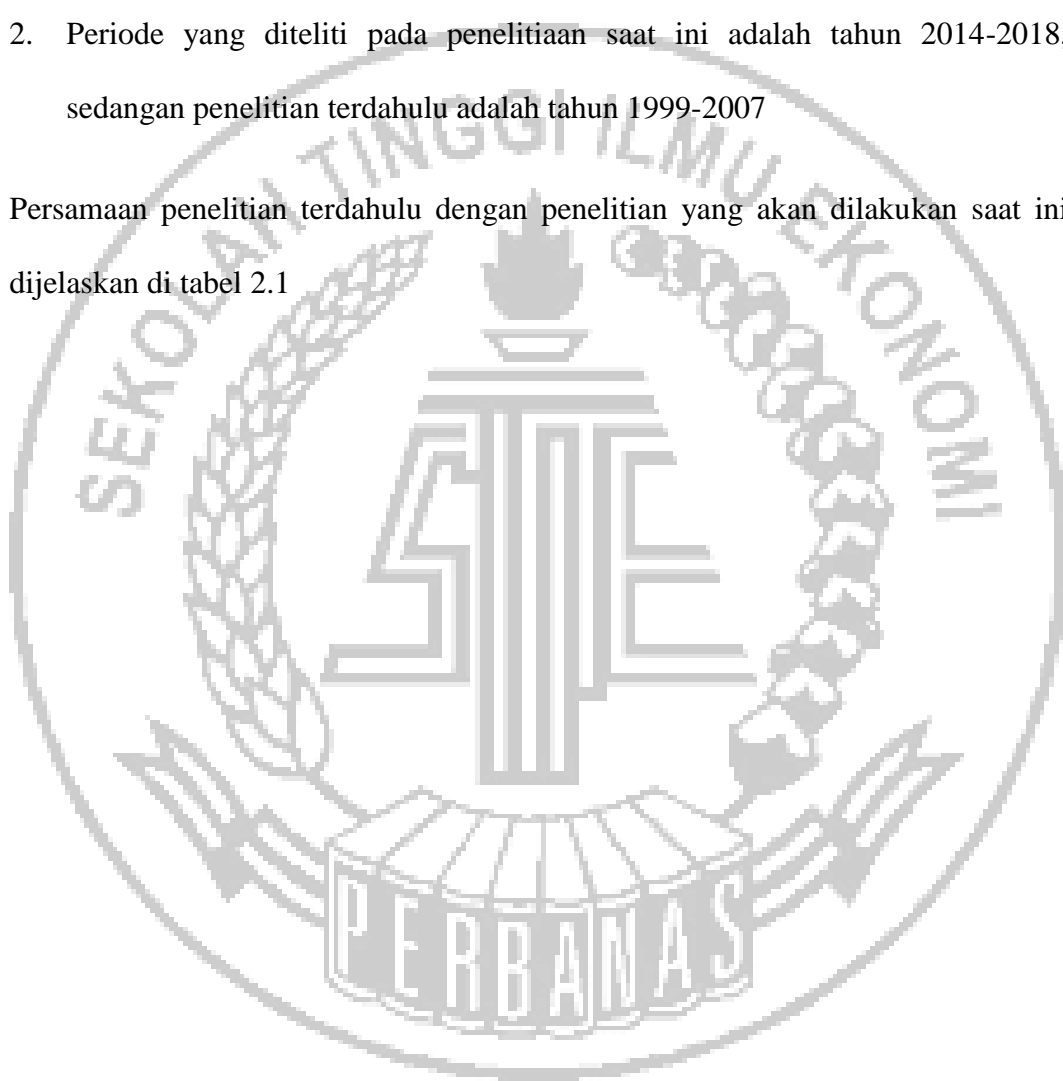 2. Periode yang diteliti pada penelitiaan saat ini adalah tahun 2014-2018,
sedangan penelitian terdahulu adalah tahun 1999-2007
Persamaan penelitian terdahulu dengan penelitian yang akan dilakukan saat ini
dijelaskan di tabel 2.1
SEKOLAH TINGGI ILMU EKONOMI
STIE
PERBANAS